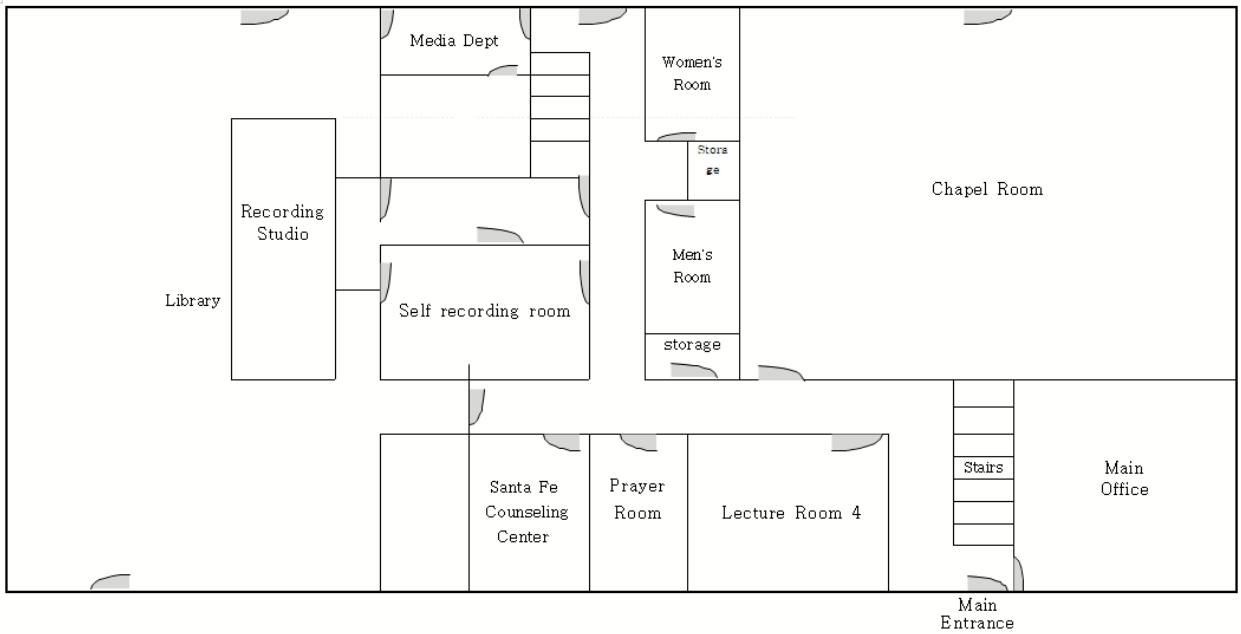 Media Dept
Women's
Room
Stora
ge
Chapel Room
Recording
Studio
Men's
Room
Library
Self recording room
storage
Stairs
Main
Office
Santa Fe
Counseling
Center
Prayer
Room
Lecture Room 4
Main
Entrance